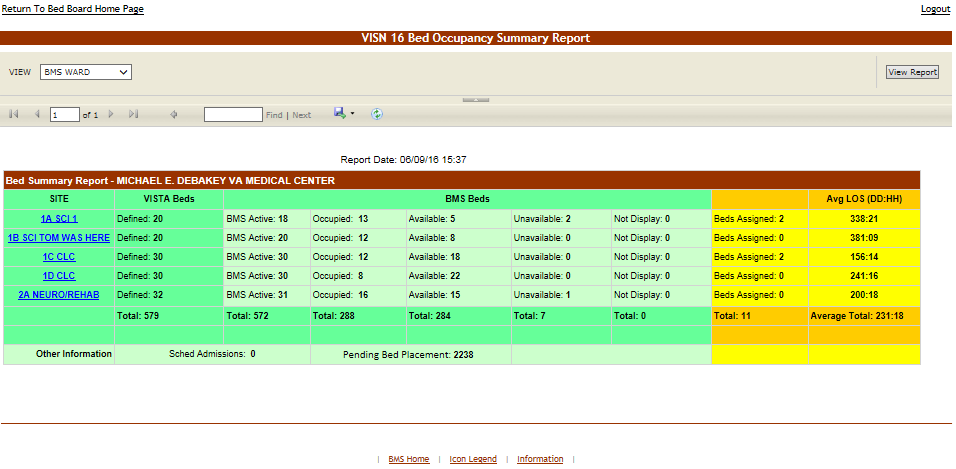 Return To Bed Board Home Page Logout
VISN 16 Bed Occupancy Summary Report
VIEW BMS WARD View Report
1 of 1 Find | Next
Report Date: 06/09/16 15:37
Bed Summary Report - MICHAEL E. DEBAKEY VA MEDICAL CENTER
SITE VISTA Beds BMS Beds Avg LOS (DD:HH)
1A SCI 1 Defined: 20 BMS Active: 18 Occupied: 13 Available: 5 Unavailable: 2 Not Display: 0 Beds Assigned: 2 338:21
1B SCI TOM WAS HERE Defined: 20 BMS Active: 20 Occupied: 12 Available: 8 Unavailable: 0 Not Display: 0 Beds Assigned: 0 381:09
1C CLC Defined: 30 BMS Active: 30 Occupied: 12 Available: 18 Unavailable: 0 Not Display: 0 Beds Assigned: 2 156:14
1D CLC Defined: 30 BMS Active: 30 Occupied: 8 Available: 22 Unavailable: 0 Not Display: 0 Beds Assigned: 0 241:16
2A NEURO/REHAB Defined: 32 BMS Active: 31 Occupied: 16 Available: 15 Unavailable: 1 Not Display: 0 Beds Assigned: 0 200:18
Total: 579 Total: 572 Total: 288 Total: 284 Total: 7 Total: 0 Total: 11 Average Total: 231:18
Other Information Sched Admissions: 0 Pending Bed Placement: 2238
| BMS Home | Icon Legend | Information |